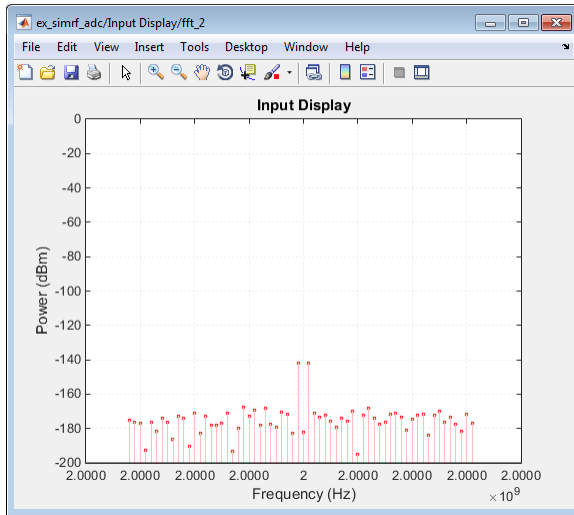 ex_simrf_adc/Input Display/fft_2
File Edit View Insert Tools Desktop Window Help
Input Display
0
-20
-40
-60
-80
-100
-120
-140
-160
-180
-200
Power (dBm)
2.0000 2.0000 2.0000 2.0000 2 2.0000 2.0000 2.0000 2.0000
Frequency (Hz)
×10⁹